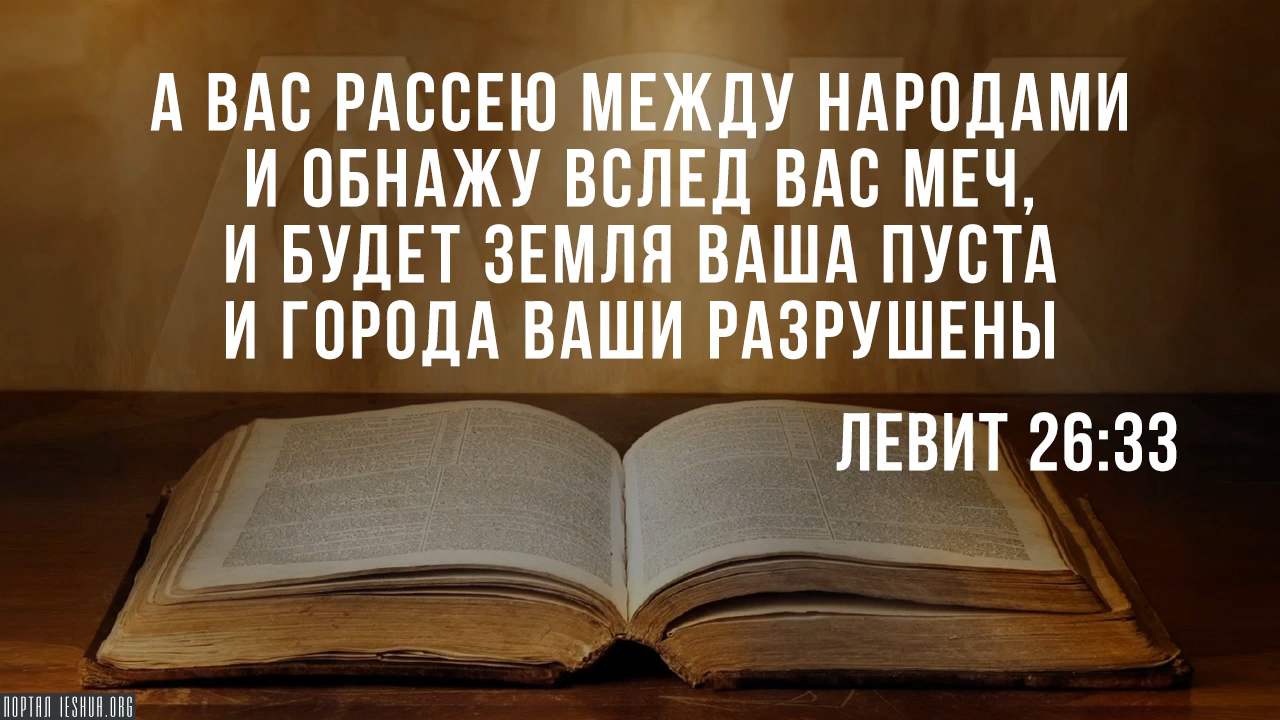 А ВАС РАССЕЮ МЕЖДУ НАРОДАМИ
И ОБНАЖУ ВСЛЕД ВАС МЕЧ,
И БУДЕТ ЗЕМЛЯ ВАША ПУСТА
И ГОРОДА ВАШИ РАЗРУШЕНЫ
ЛЕВИТ 26:33
ПОРТАЛ IESHUA.ORG